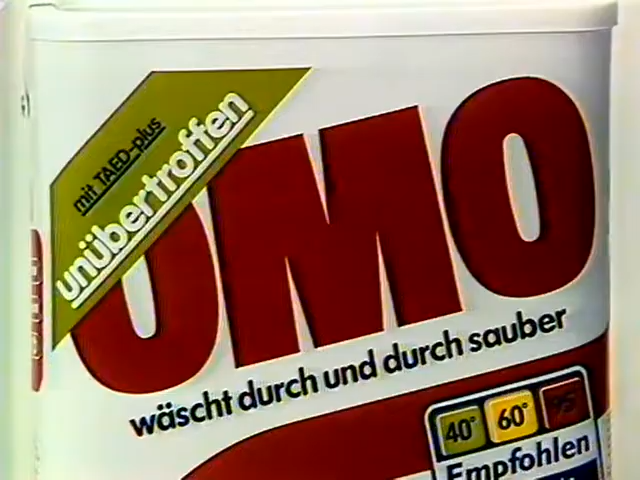 mit TAED-plus
unübertroffen
OMO
wäscht durch und durch sauber
40° 60° 95°
Empfohlen